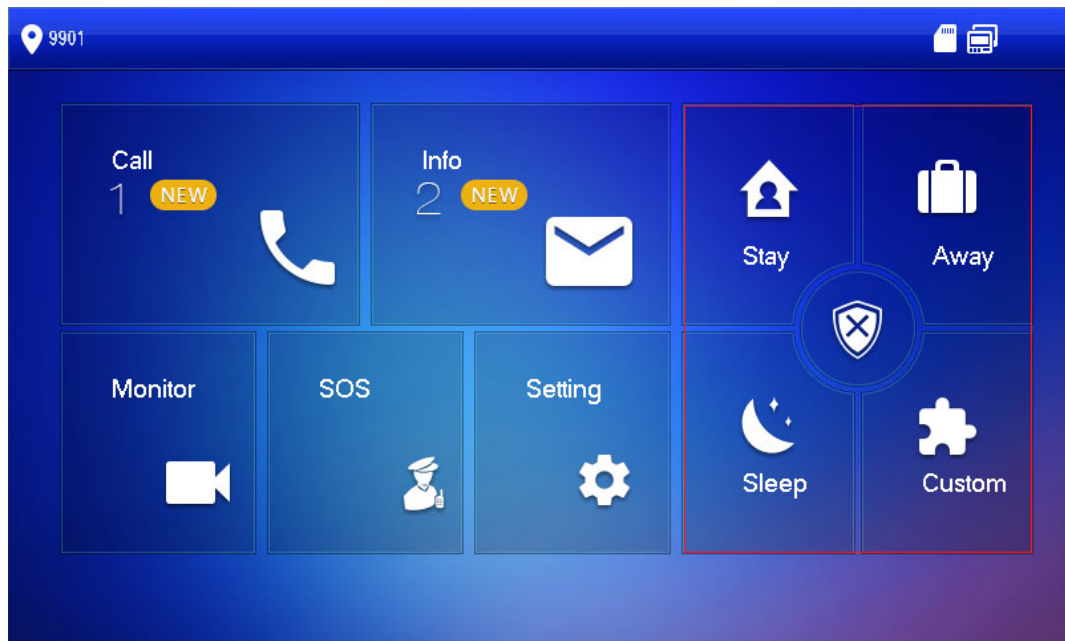 9901
Call
1 NEW
Info
2 NEW
Stay
Away
Monitor
SOS
Setting
Sleep
Custom